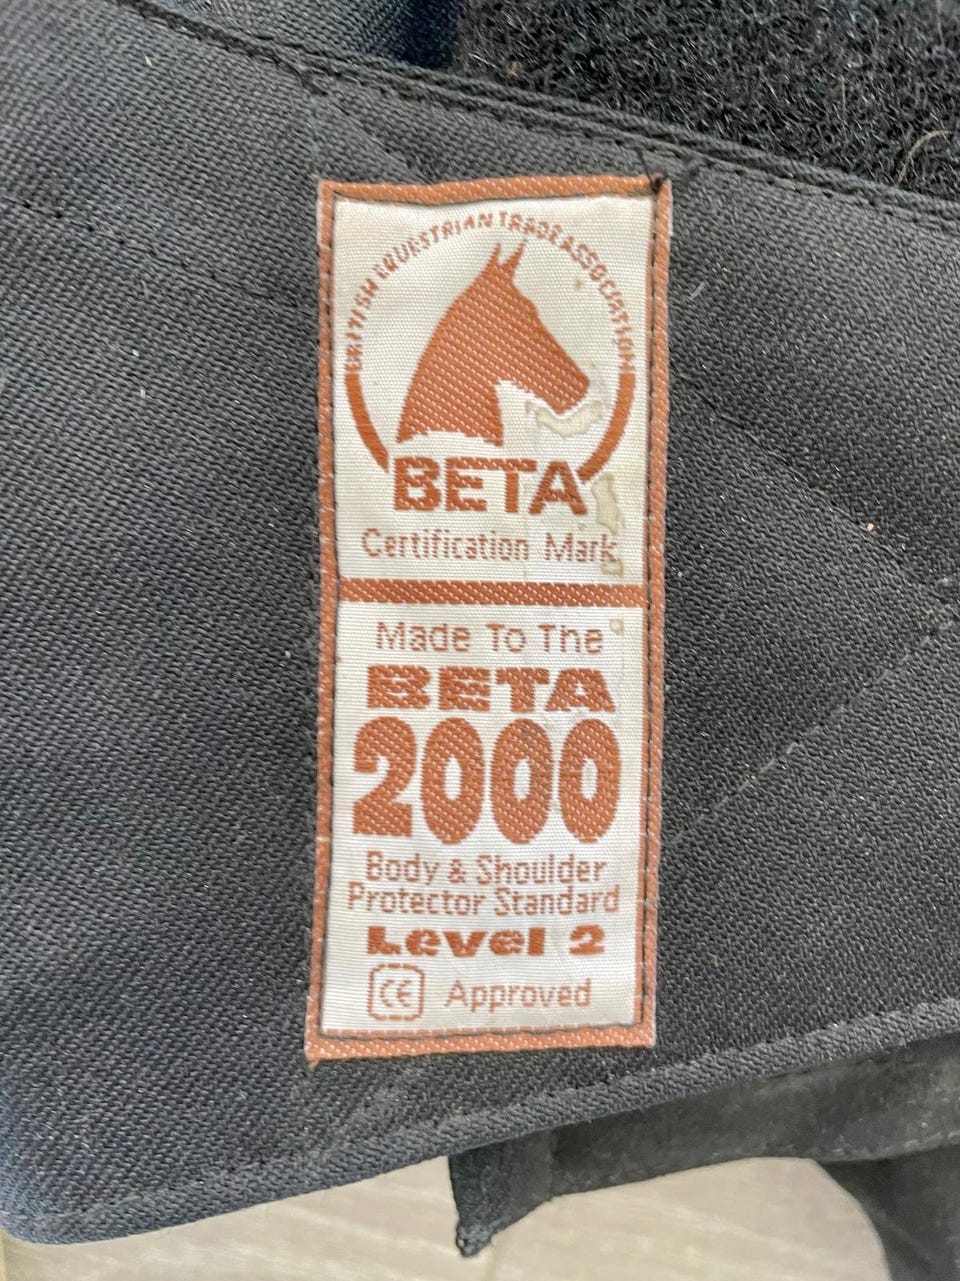 BRITISH EQUESTRIAN TRADE ASSOCIATION
BETA
Certification Mark
Made To The
BETA
2000
Body & Shoulder
Protector Standard
Level 2
CE Approved